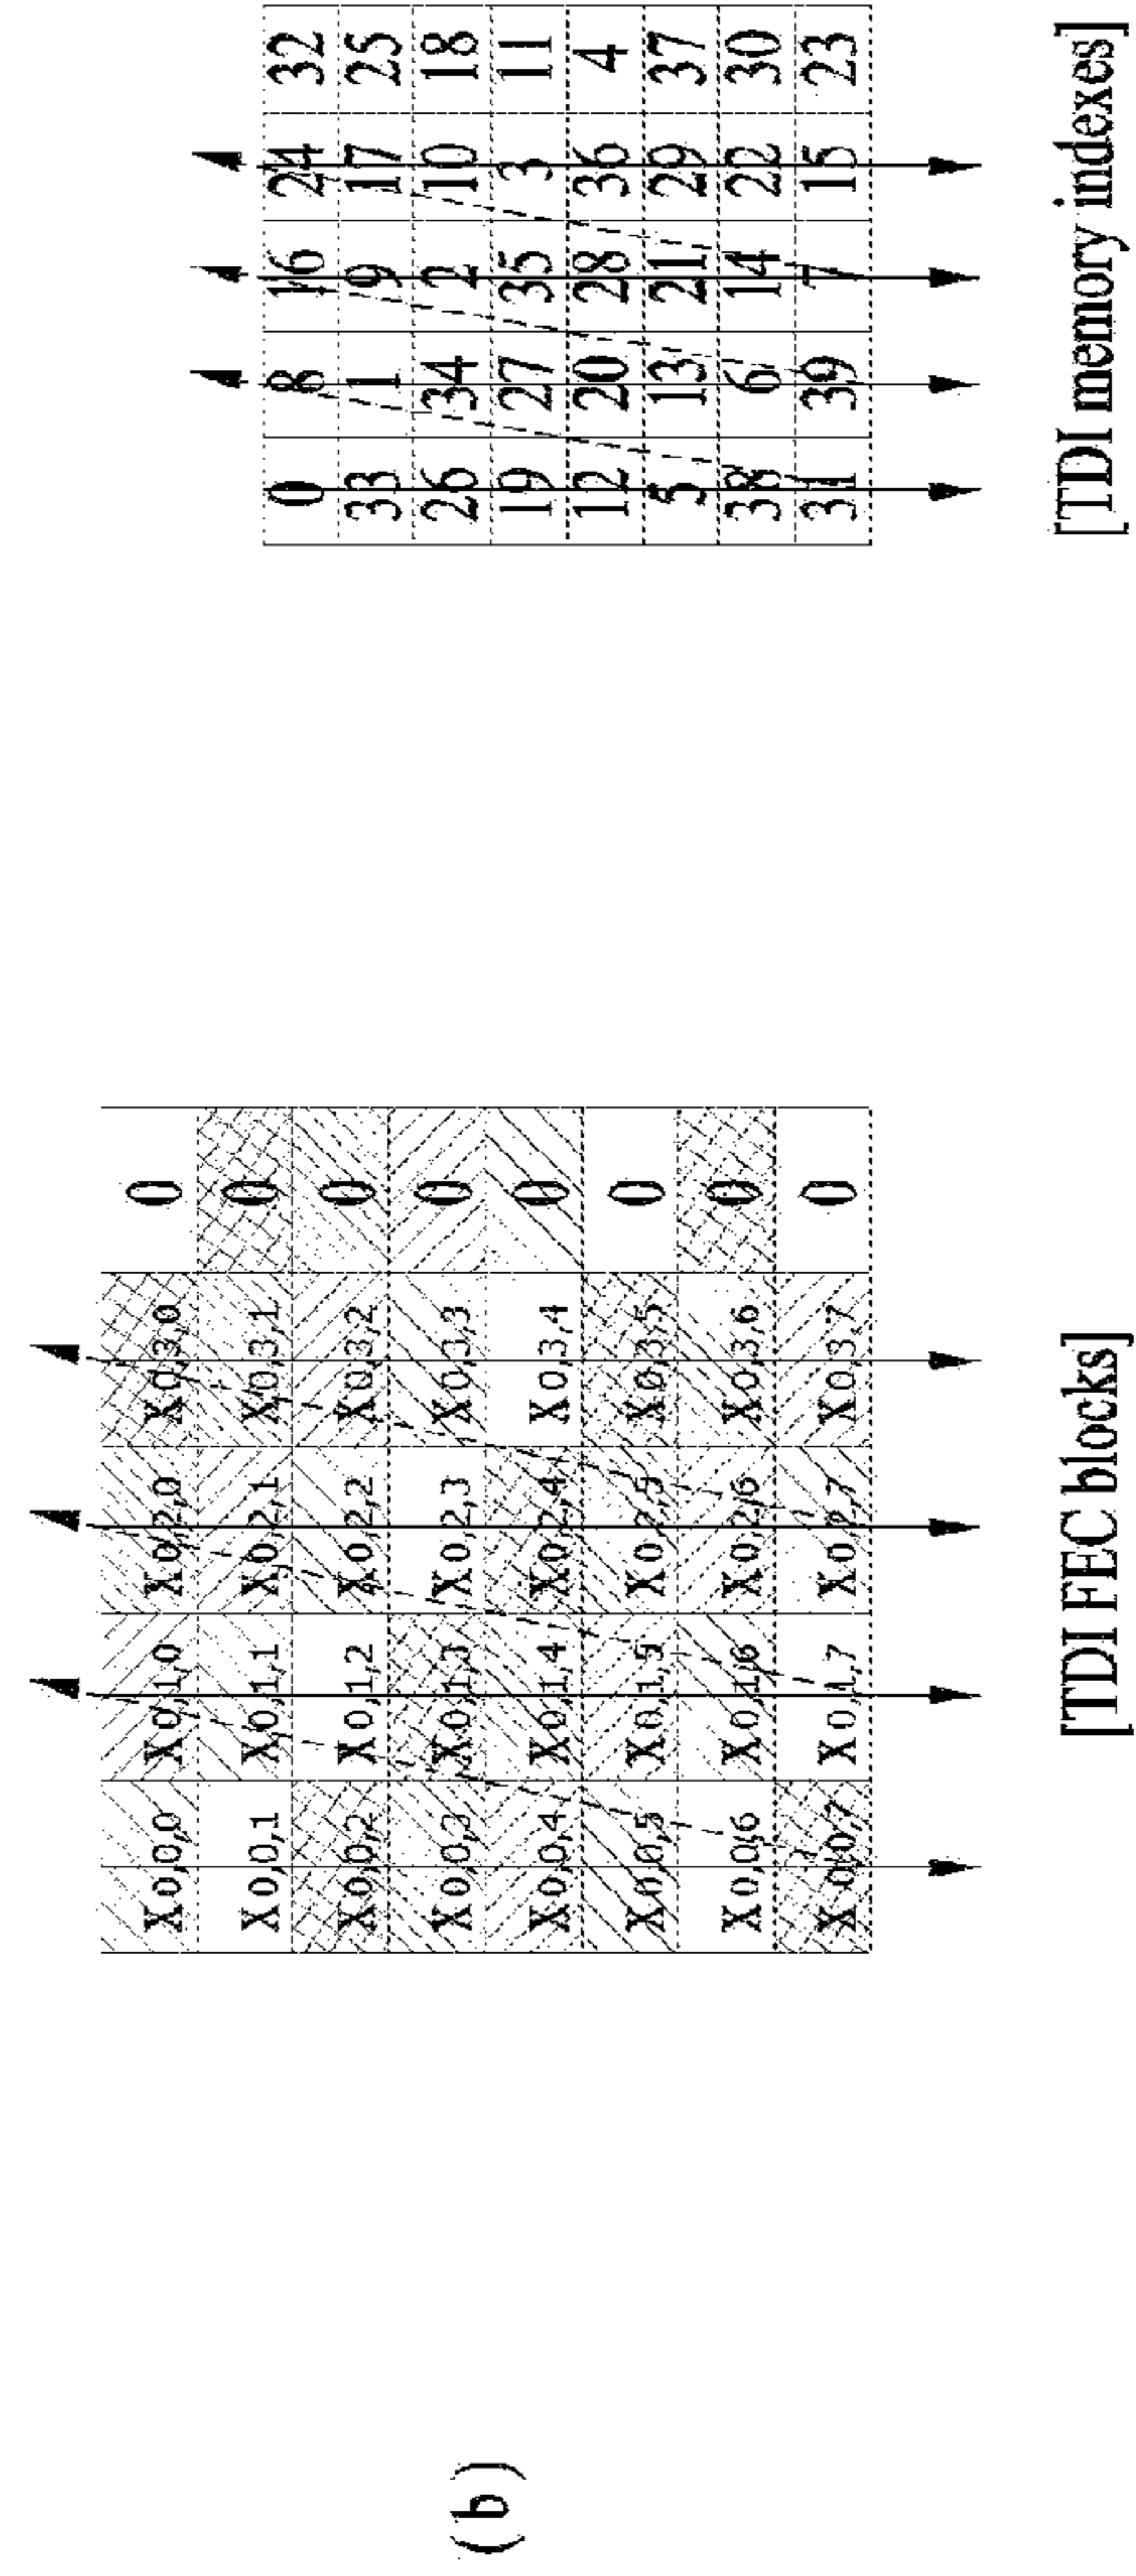 (b)
X0,0,0 X0,1,0 X0,2,0 X0,3,0 0
X0,0,1 X0,1,1 X0,2,1 X0,3,1 0
X0,0,2 X0,1,2 X0,2,2 X0,3,2 0
X0,0,3 X0,1,3 X0,2,3 X0,3,3 0
X0,0,4 X0,1,4 X0,2,4 X0,3,4 0
X0,0,5 X0,1,5 X0,2,5 X0,3,5 0
X0,0,6 X0,1,6 X0,2,6 X0,3,6 0
X0,0,7 X0,1,7 X0,2,7 X0,3,7 0
[TDI FEC blocks]
0 8 16 24 32
33 1 9 17 25
26 34 2 10 18
19 27 35 3 11
12 20 28 36 4
5 13 21 29 37
38 6 14 22 30
31 39 7 15 23
[TDI memory indexes]